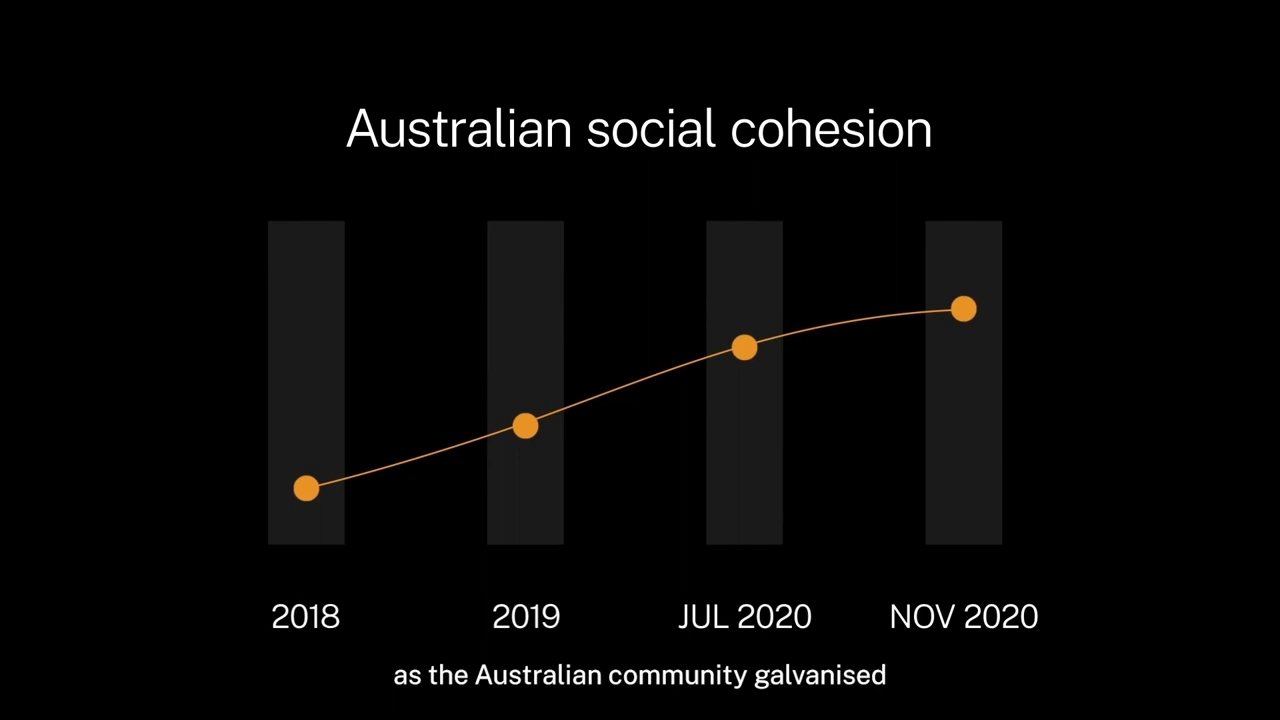 Australian social cohesion
2018 2019 JUL 2020 NOV 2020
as the Australian community galvanised